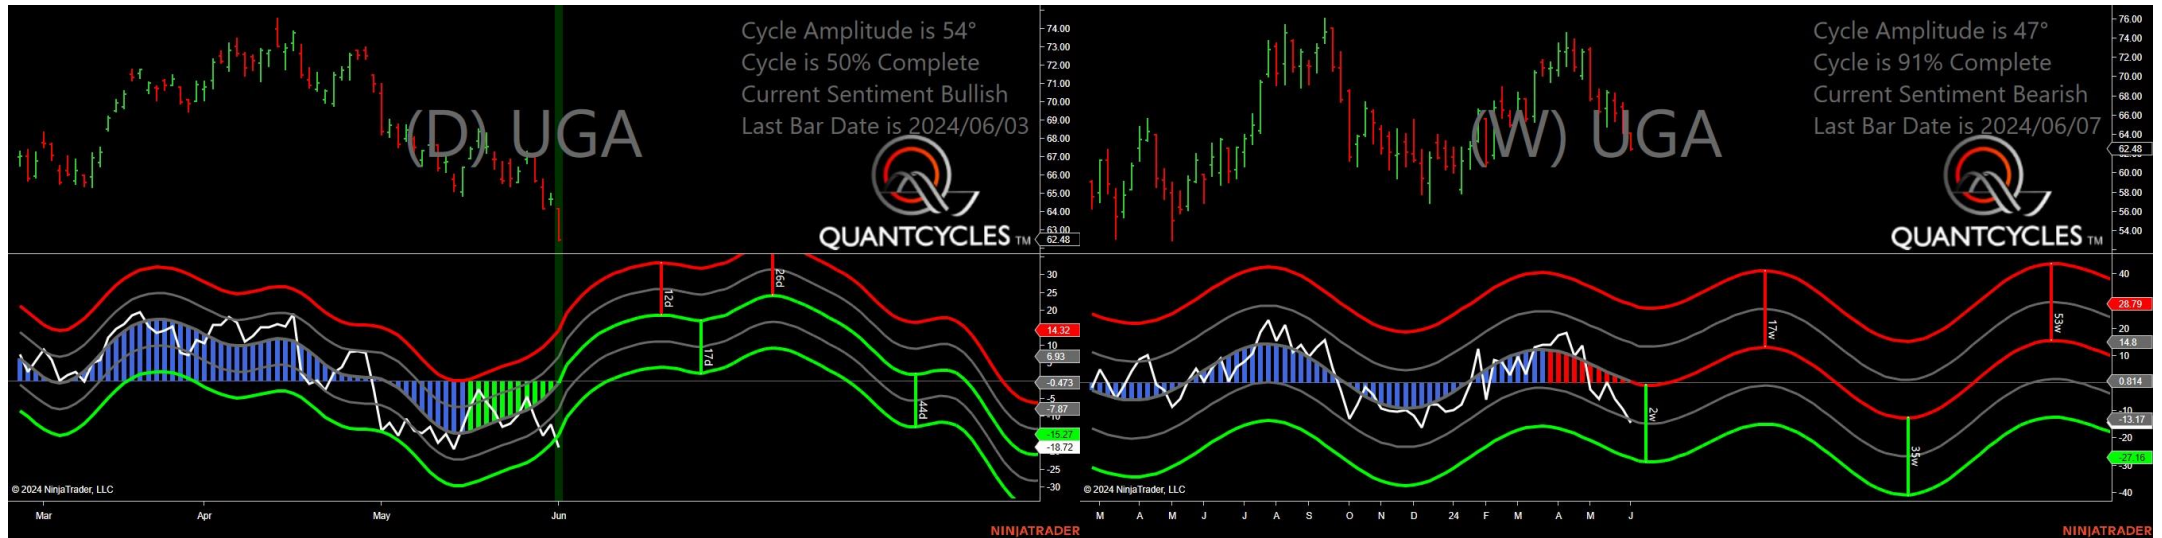 Cycle Amplitude is 54°
Cycle is 50% Complete
Current Sentiment Bullish
Last Bar Date is 2024/06/03
(D) UGA
QUANTCYCLES TM
74.00
73.00
72.00
71.00
70.00
69.00
68.00
67.00
66.00
65.00
64.00
63.00
62.48
12d
26d
17d
44d
30
25
20
14.32
10
6.93
-0.473
-5
-7.87
-10
-15.27
-18.72
-25
-30
© 2024 NinjaTrader, LLC
Mar
Apr
May
Jun
NINJATRADER
Cycle Amplitude is 47°
Cycle is 91% Complete
Current Sentiment Bearish
Last Bar Date is 2024/06/07
(W) UGA
QUANTCYCLES TM
76.00
74.00
72.00
70.00
68.00
66.00
64.00
62.48
60.00
58.00
56.00
54.00
2w
17w
35w
53w
40
28.79
20
14.8
10
0.814
-10
-13.17
-20
-27.16
-30
-40
© 2024 NinjaTrader, LLC
M
A
M
J
J
A
S
O
N
D
24
F
M
A
M
J
NINJATRADER